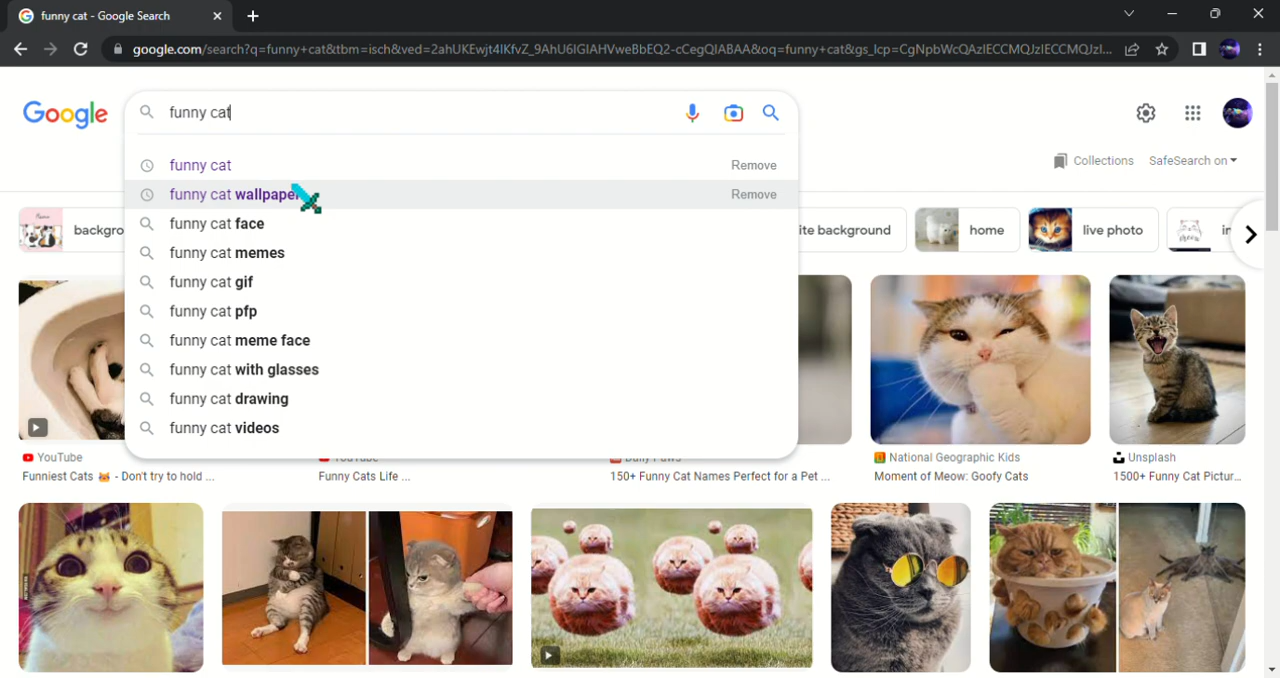 funny cat - Google Search
google.com/search?q=funny+cat&tbm=isch&ved=2ahUKEwjt4lKfvZ_9AhU6IGIAHVweBbEQ2-cCegQIABAA&oq=funny+cat&gs_lcp=CgNpbWcQAzIECCMQJzIECCMQJzI...
Google
funny cat
Collections
SafeSearch on
funny cat
Remove
funny cat wallpaper
Remove
funny cat face
funny cat memes
funny cat gif
funny cat pfp
funny cat meme face
funny cat with glasses
funny cat drawing
funny cat videos
backgro
ite background
home
live photo
YouTube
Funniest Cats 🙀 - Don't try to hold ...
YouTube
Funny Cats Life ...
Daily Paws
150+ Funny Cat Names Perfect for a Pet ...
National Geographic Kids
Moment of Meow: Goofy Cats
Unsplash
1500+ Funny Cat Pictur...